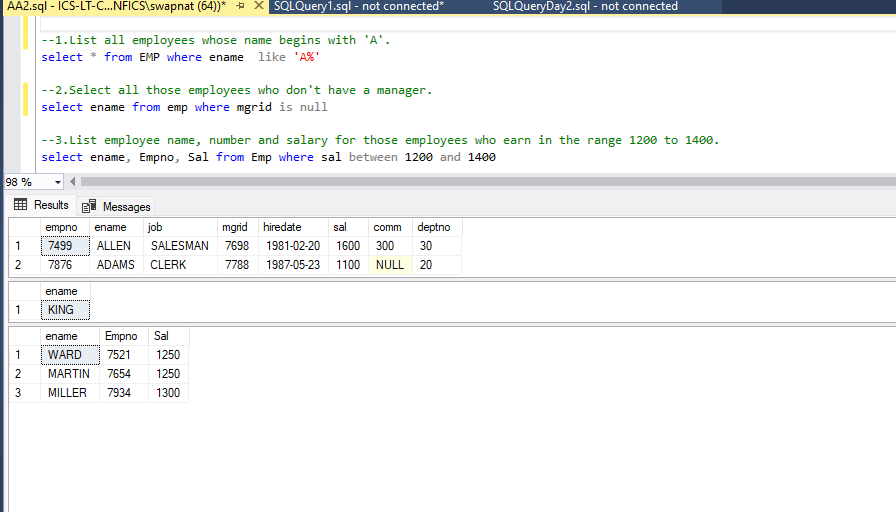 AA2.sql - ICS-LT-C...NFICS\swapnat (64))* SQLQuery1.sql - not connected* SQLQueryDay2.sql - not connected
--1.List all employees whose name begins with 'A'.
select * from EMP where ename  like 'A%'
--2.Select all those employees who don't have a manager.
select ename from emp where mgrid is null
--3.List employee name, number and salary for those employees who earn in the range 1200 to 1400.
select ename, Empno, Sal from Emp where sal between 1200 and 1400
98 %
Results Messages
empno ename job mgrid hiredate sal comm deptno
1 7499 ALLEN SALESMAN 7698 1981-02-20 1600 300 30
2 7876 ADAMS CLERK 7788 1987-05-23 1100 NULL 20
ename
1 KING
ename Empno Sal
1 WARD 7521 1250
2 MARTIN 7654 1250
3 MILLER 7934 1300